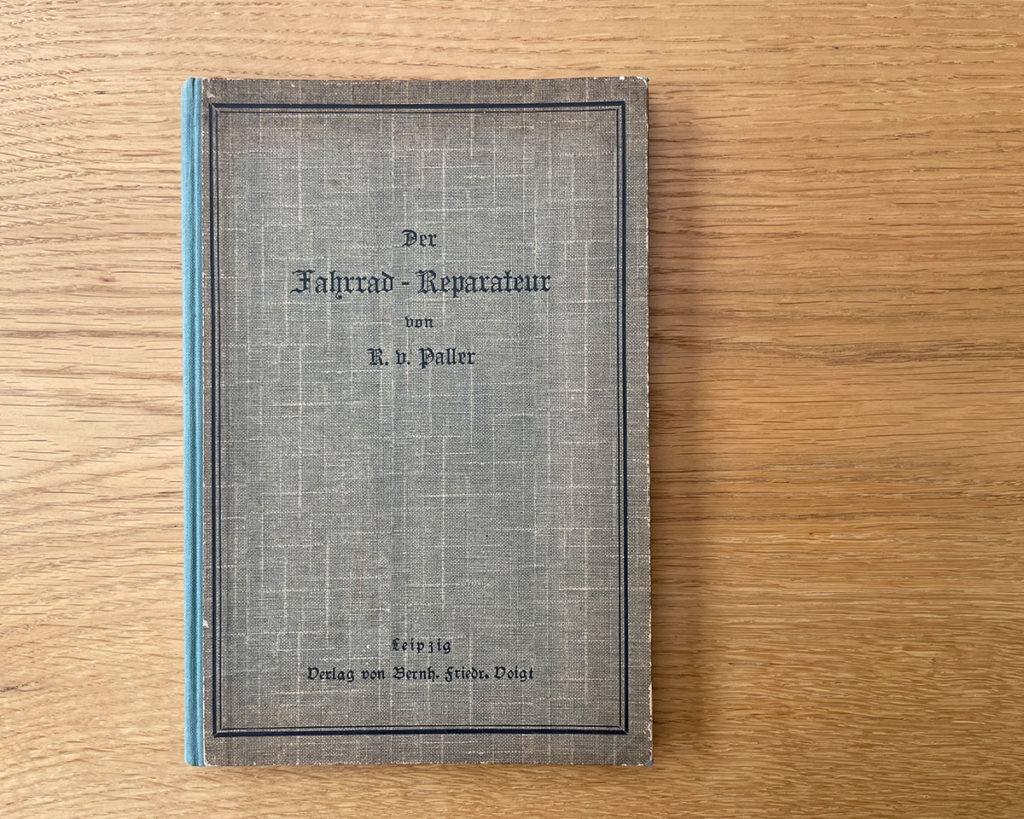 Der
Fahrrad - Reparateur
von
R. v. Paller
Leipzig
Verlag von Bernh. Friedr. Voigt